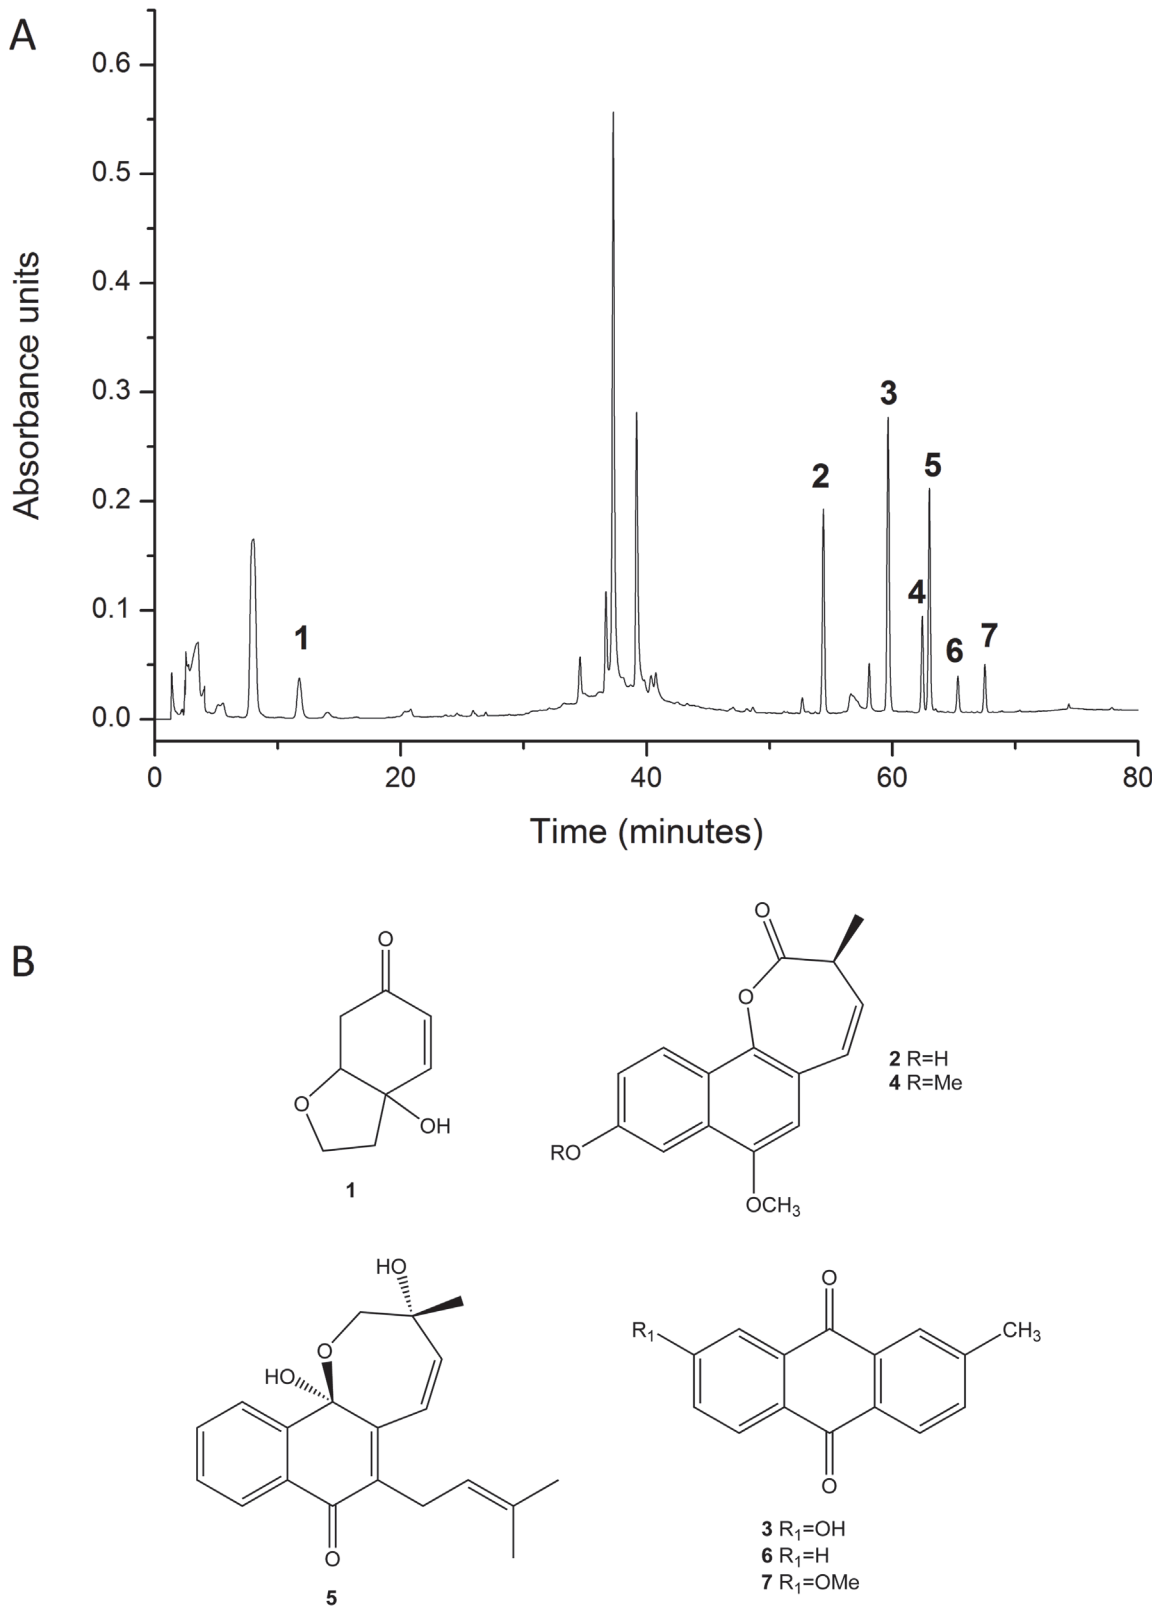 A
Absorbance units
0.6
0.5
0.4
0.3
0.2
0.1
0.0
1
2
3
4
5
6
7
0 20 40 60 80
Time (minutes)
B
O
O
OH
1
O
O
RO
OCH3
2 R=H
4 R=Me
HO
O
HO
O
5
O
R1
CH3
O
3 R1=OH
6 R1=H
7 R1=OMe